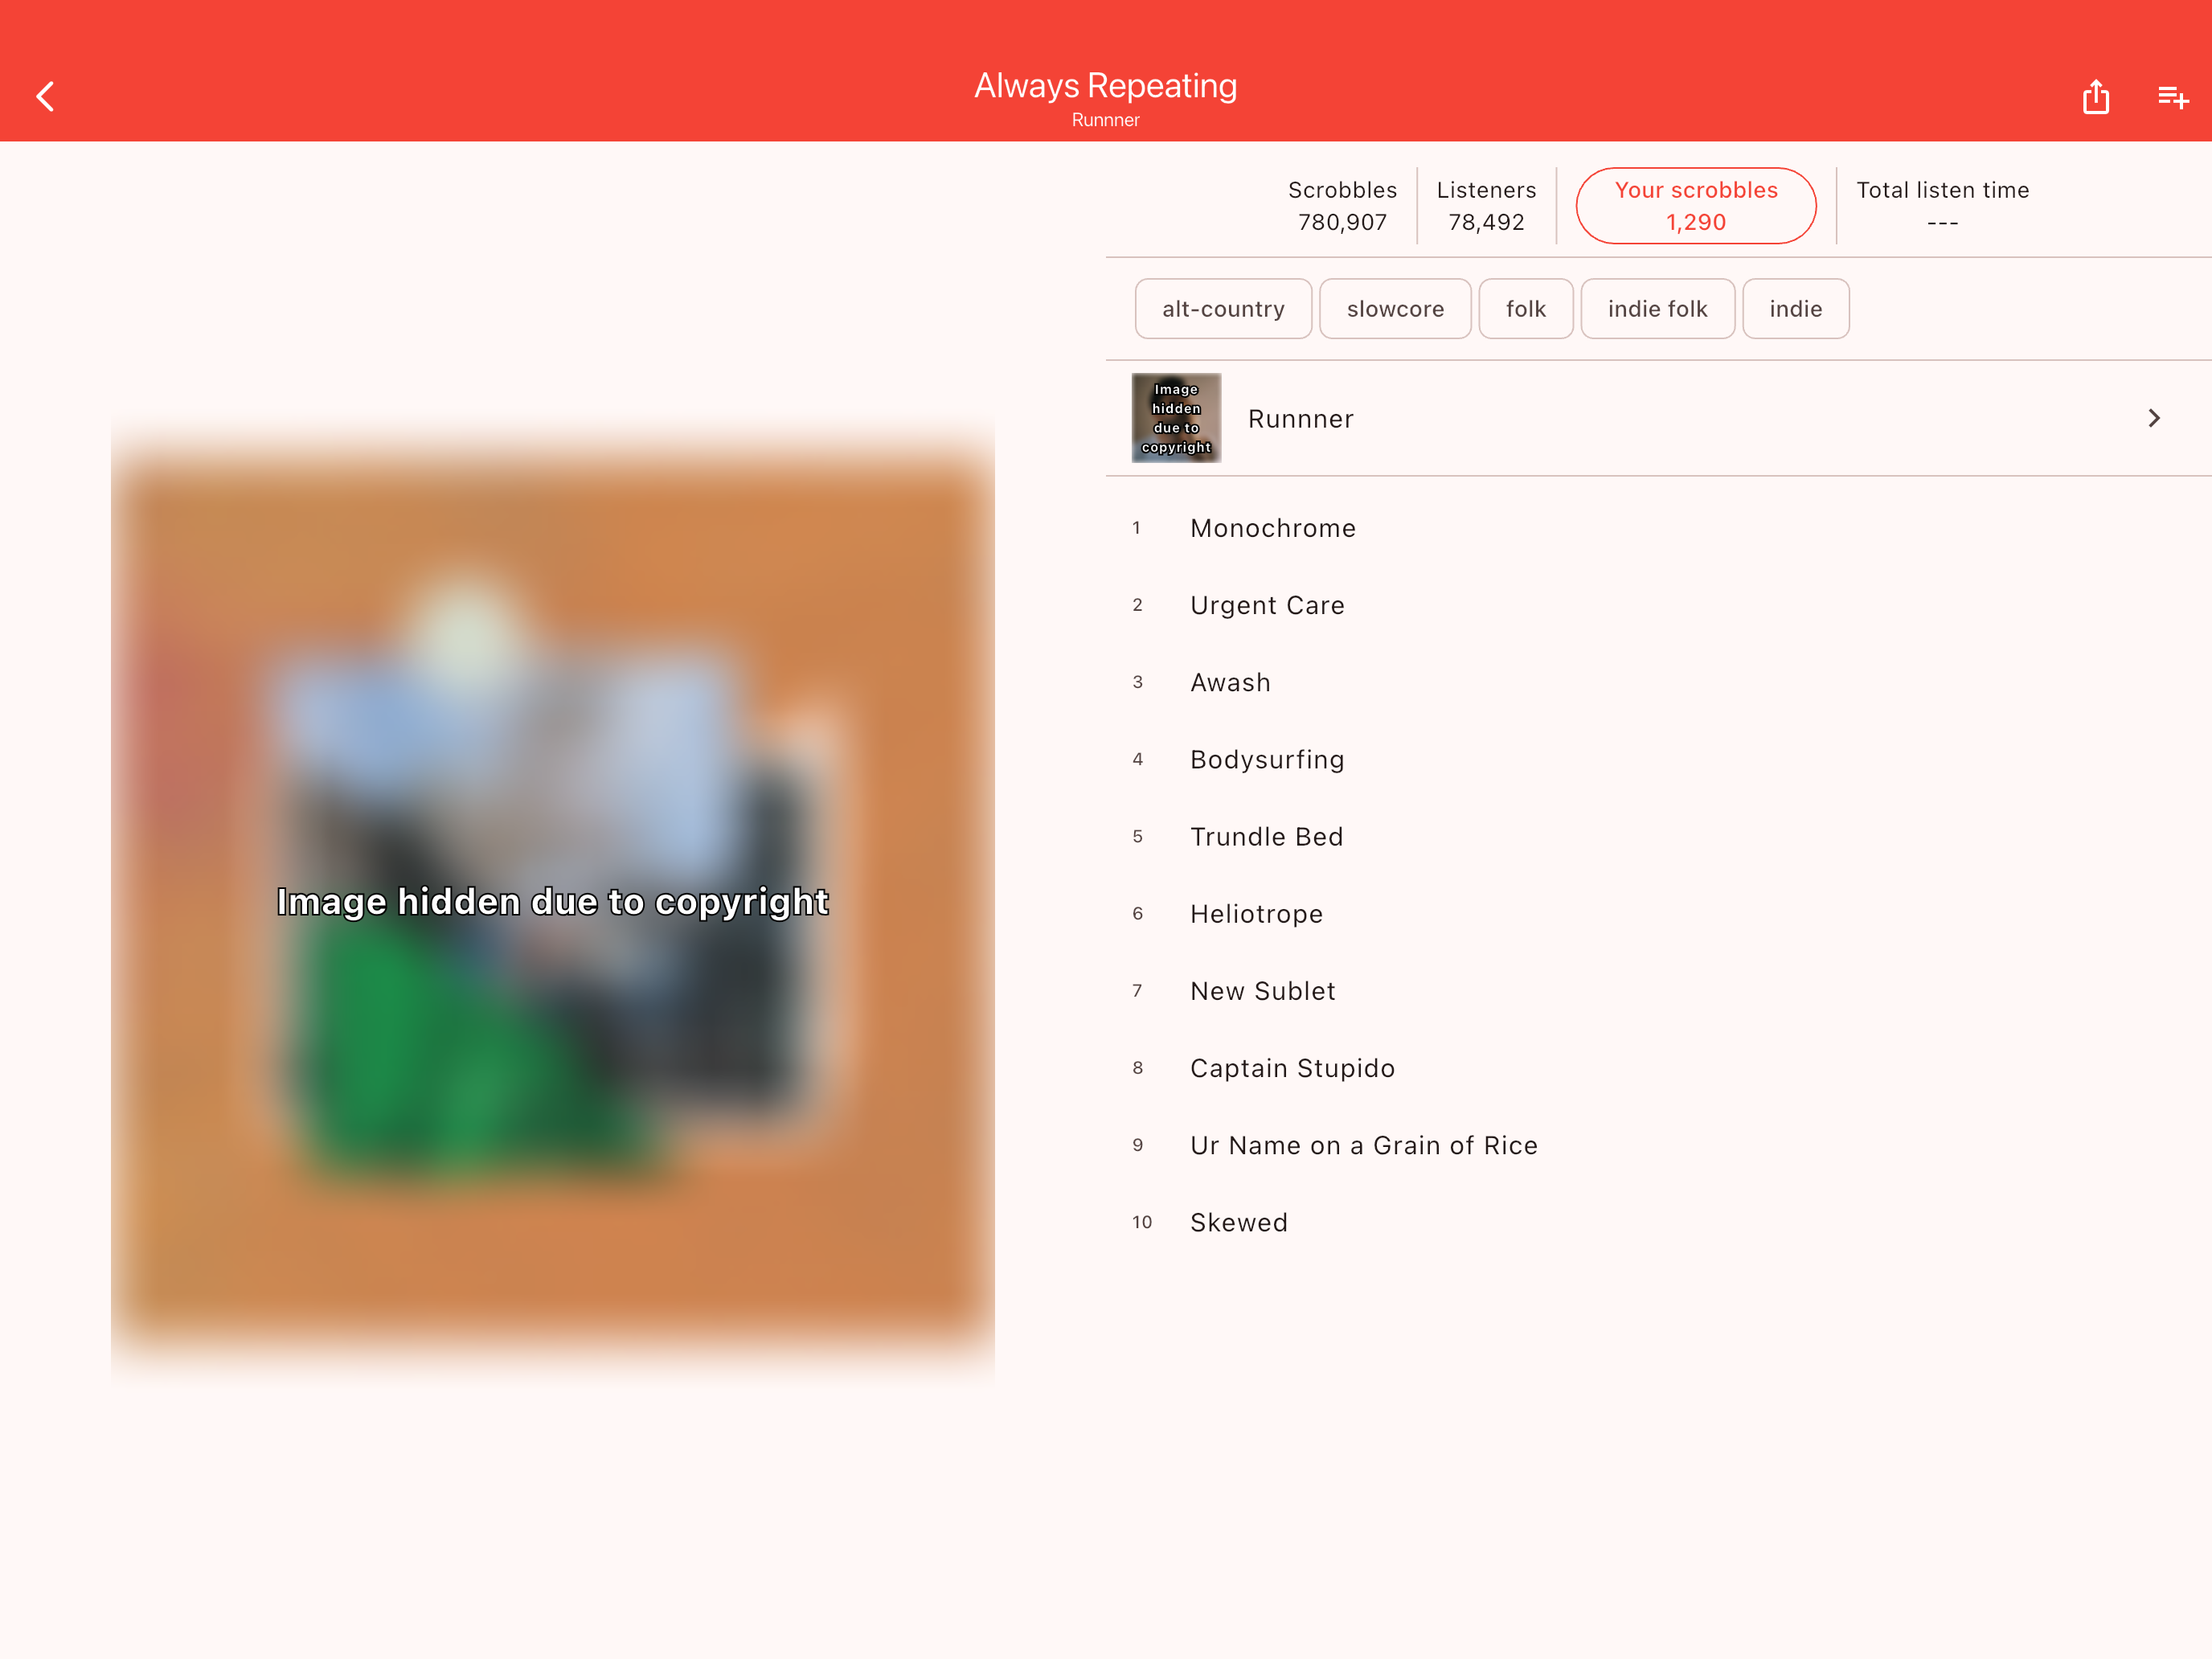 Always Repeating
Runnner
Scrobbles
780,907
Listeners
78,492
Your scrobbles
1,290
Total listen time
---
alt-country
slowcore
folk
indie folk
indie
Image
hidden
due to
copyright
Runnner
Image hidden due to copyright
1 Monochrome
2 Urgent Care
3 Awash
4 Bodysurfing
5 Trundle Bed
6 Heliotrope
7 New Sublet
8 Captain Stupido
9 Ur Name on a Grain of Rice
10 Skewed